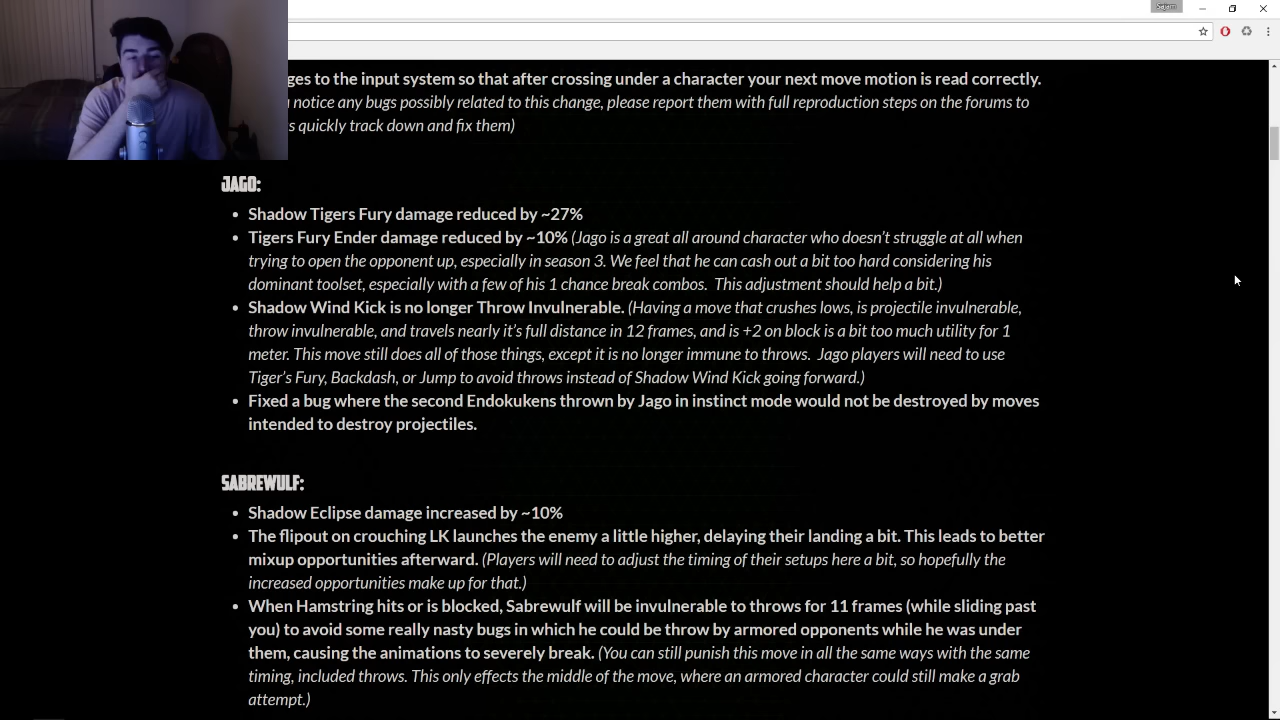 Sajam
ges to the input system so that after crossing under a character your next move motion is read correctly.
notice any bugs possibly related to this change, please report them with full reproduction steps on the forums to
s quickly track down and fix them)
JAGO:
• Shadow Tigers Fury damage reduced by ~27%
• Tigers Fury Ender damage reduced by ~10% (Jago is a great all around character who doesn't struggle at all when
trying to open the opponent up, especially in season 3. We feel that he can cash out a bit too hard considering his
dominant toolset, especially with a few of his 1 chance break combos.  This adjustment should help a bit.)
• Shadow Wind Kick is no longer Throw Invulnerable. (Having a move that crushes lows, is projectile invulnerable,
throw invulnerable, and travels nearly it's full distance in 12 frames, and is +2 on block is a bit too much utility for 1
meter. This move still does all of those things, except it is no longer immune to throws.  Jago players will need to use
Tiger's Fury, Backdash, or Jump to avoid throws instead of Shadow Wind Kick going forward.)
• Fixed a bug where the second Endokukens thrown by Jago in instinct mode would not be destroyed by moves
intended to destroy projectiles.
SABREWULF:
• Shadow Eclipse damage increased by ~10%
• The flipout on crouching LK launches the enemy a little higher, delaying their landing a bit. This leads to better
mixup opportunities afterward. (Players will need to adjust the timing of their setups here a bit, so hopefully the
increased opportunities make up for that.)
• When Hamstring hits or is blocked, Sabrewulf will be invulnerable to throws for 11 frames (while sliding past
you) to avoid some really nasty bugs in which he could be throw by armored opponents while he was under
them, causing the animations to severely break. (You can still punish this move in all the same ways with the same
timing, included throws. This only effects the middle of the move, where an armored character could still make a grab
attempt.)